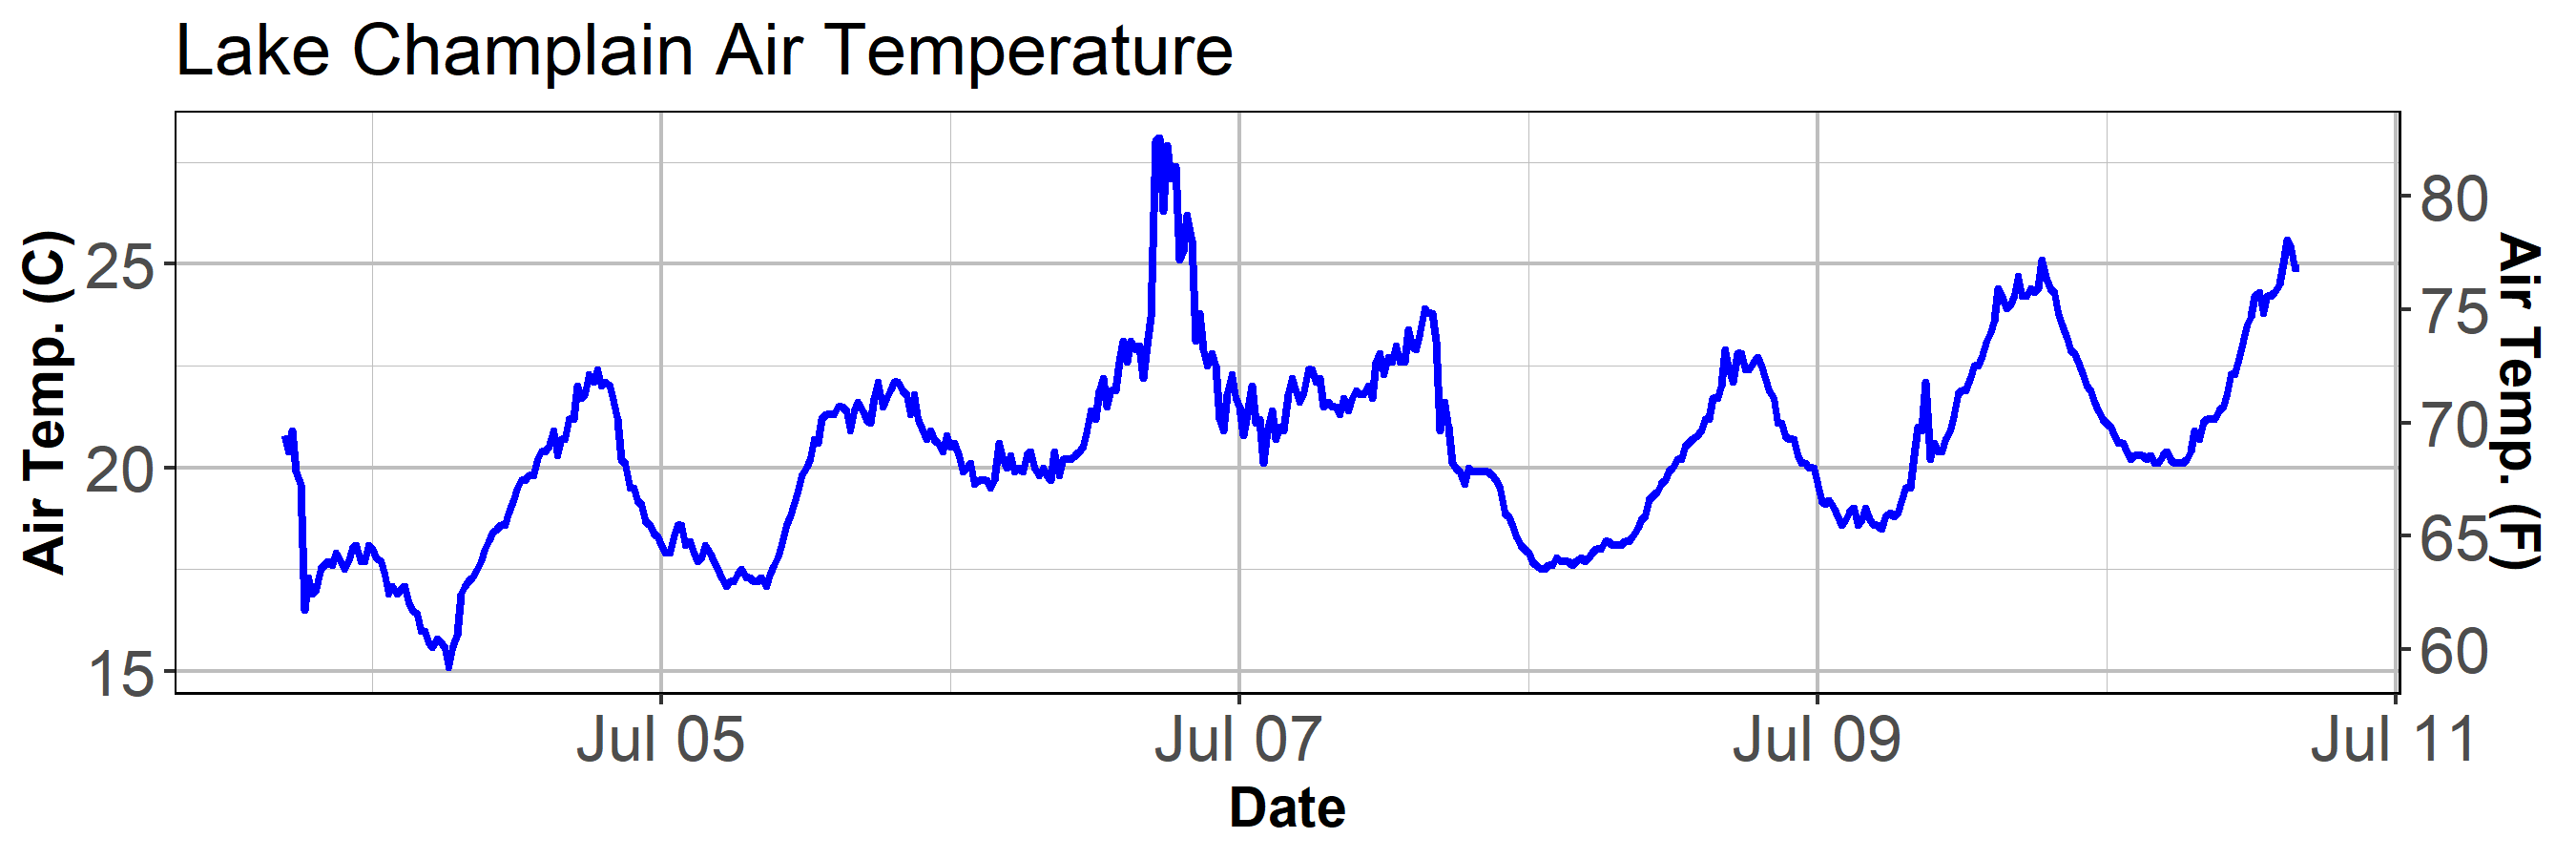 Lake Champlain Air Temperature
Air Temp. (C)
25
20
15
80
75
70
65
60
Air Temp. (F)
Jul 05
Jul 07
Jul 09
Jul 11
Date